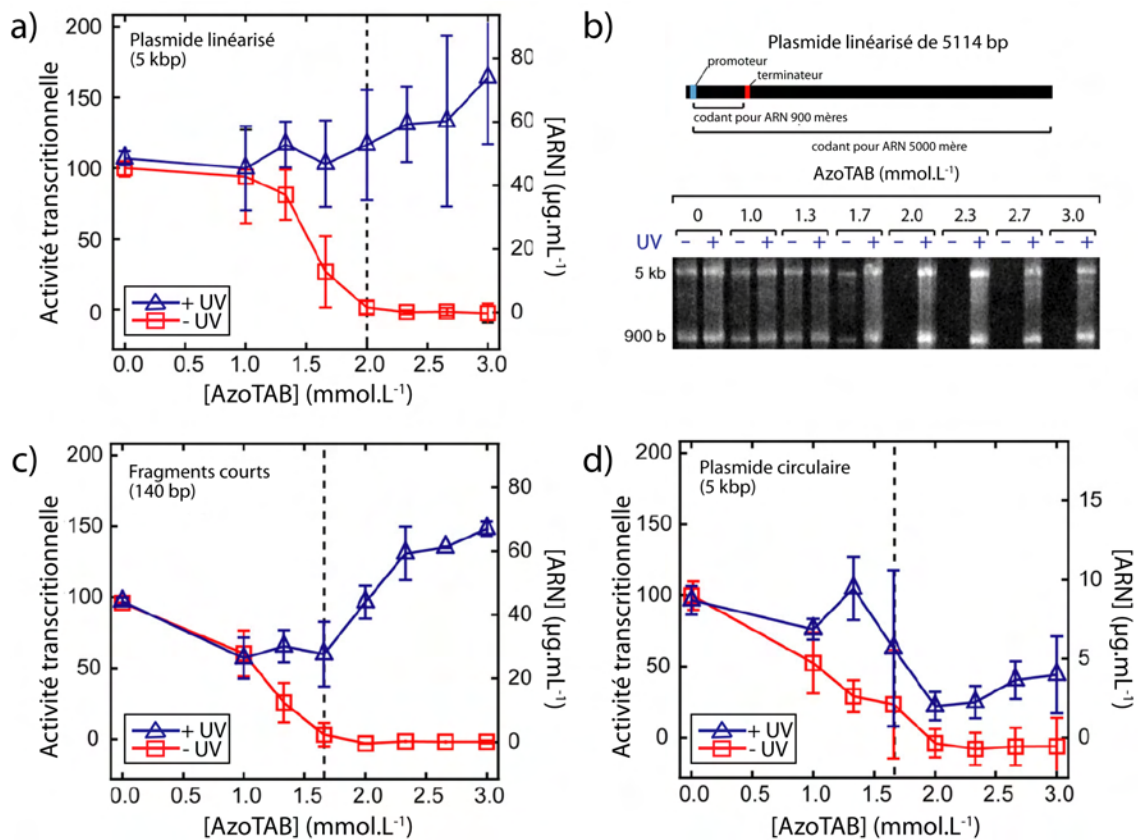 a)
Plasmide linéarisé
(5 kbp)
Activité transcriptionnelle
200
150
100
50
0
80
60
40
20
0
[ARN] (µg.mL⁻¹)
+ UV
- UV
0.0 0.5 1.0 1.5 2.0 2.5 3.0
[AzoTAB] (mmol.L⁻¹)
b)
Plasmide linéarisé de 5114 bp
promoteur
terminateur
codant pour ARN 900 mères
codant pour ARN 5000 mère
AzoTAB (mmol.L⁻¹)
0 1.0 1.3 1.7 2.0 2.3 2.7 3.0
UV - + - + - + - + - + - + - + - +
5 kb
900 b
c)
Fragments courts
(140 bp)
Activité transcriptionnelle
200
150
100
50
0
80
60
40
20
0
[ARN] (µg.mL⁻¹)
+ UV
- UV
0.0 0.5 1.0 1.5 2.0 2.5 3.0
[AzoTAB] (mmol.L⁻¹)
d)
Plasmide circulaire
(5 kbp)
Activité transcriptionnelle
200
150
100
50
0
15
10
5
0
[ARN] (µg.mL⁻¹)
+ UV
- UV
0.0 0.5 1.0 1.5 2.0 2.5 3.0
[AzoTAB] (mmol.L⁻¹)